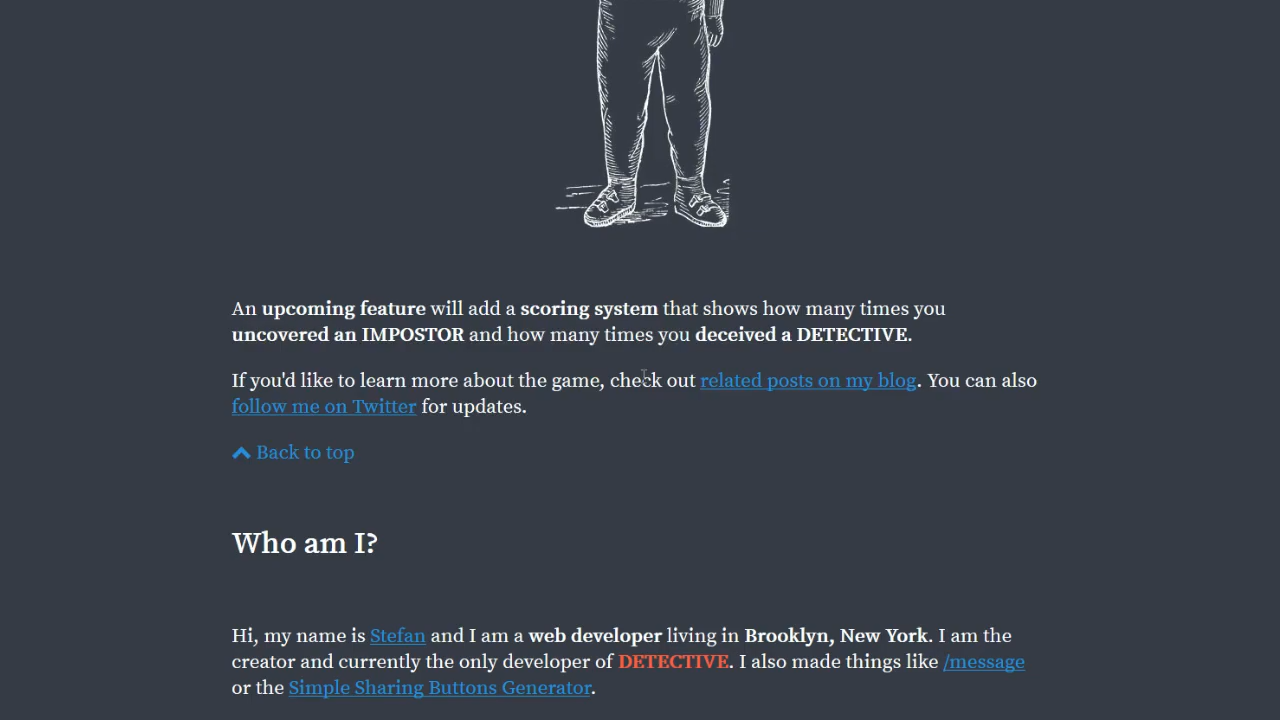 An upcoming feature will add a scoring system that shows how many times you
uncovered an IMPOSTOR and how many times you deceived a DETECTIVE.
If you'd like to learn more about the game, check out related posts on my blog. You can also
follow me on Twitter for updates.
Back to top
Who am I?
Hi, my name is Stefan and I am a web developer living in Brooklyn, New York. I am the
creator and currently the only developer of DETECTIVE. I also made things like /message
or the Simple Sharing Buttons Generator.